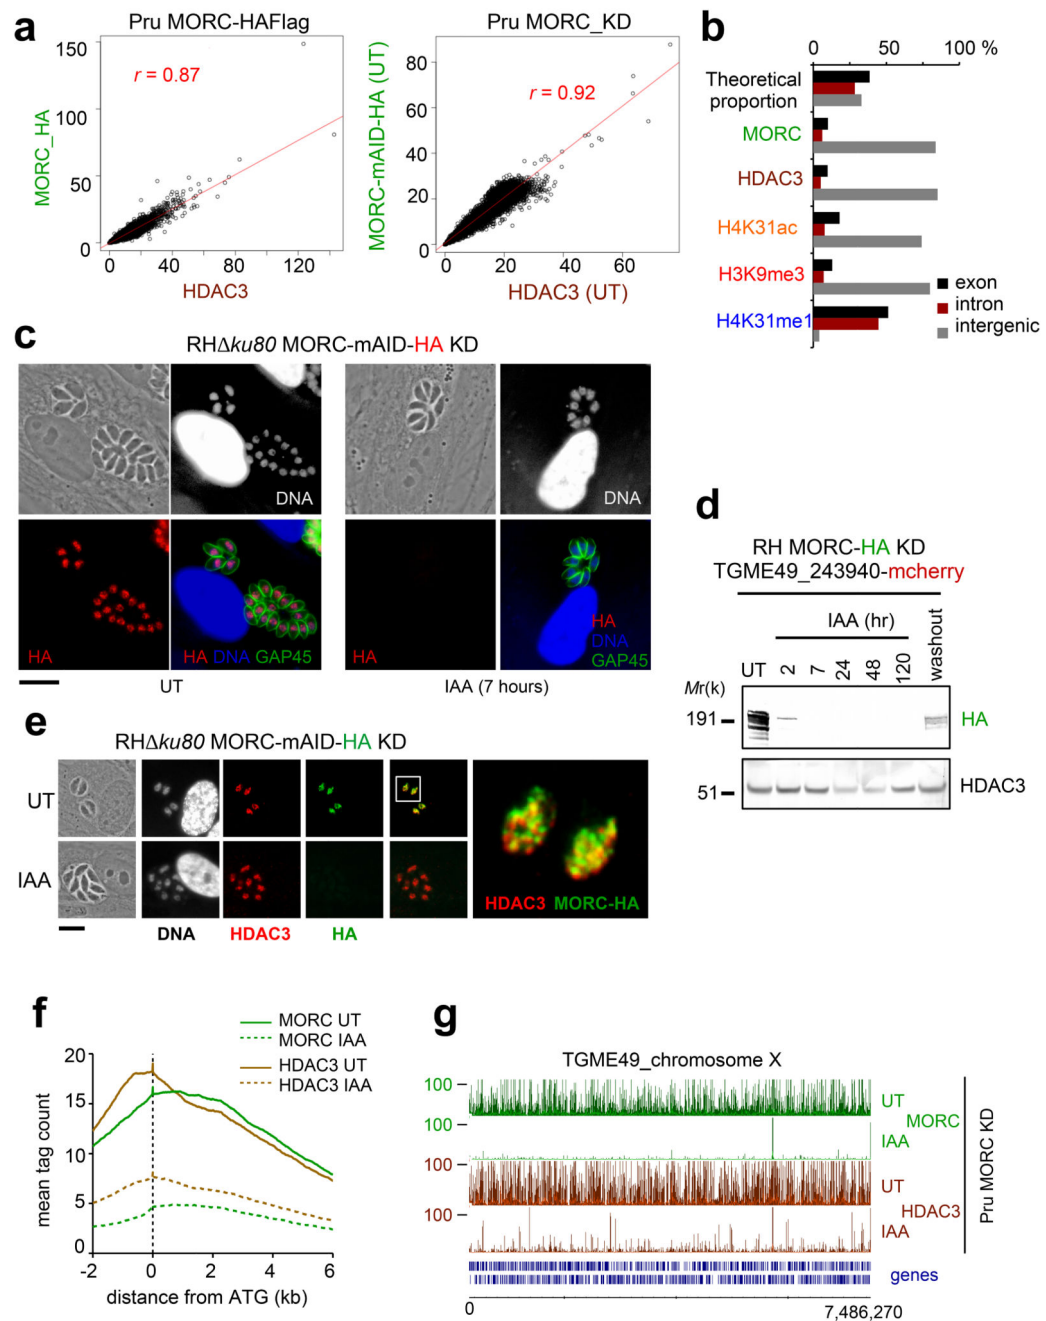 a
Pru MORC-HAFlag
MORC_HA
150
100
50
0
r = 0.87
0 40 80 120
HDAC3
Pru MORC_KD
MORC-mAID-HA (UT)
80
60
40
20
0
r = 0.92
0 20 40 60
HDAC3 (UT)
b
0 50 100 %
Theoretical
proportion
MORC
HDAC3
H4K31ac
H3K9me3
H4K31me1
exon
intron
intergenic
c
RHΔku80 MORC-mAID-HA KD
DNA
DNA
HA
HA DNA GAP45
HA
HA
DNA
GAP45
UT
IAA (7 hours)
d
RH MORC-HA KD
TGME49_243940-mcherry
IAA (hr)
UT 2 7 24 48 120 washout
Mr(k)
191
HA
51
HDAC3
e
RHΔku80 MORC-mAID-HA KD
UT
IAA
DNA HDAC3 HA
HDAC3 MORC-HA
f
MORC UT
MORC IAA
HDAC3 UT
HDAC3 IAA
mean tag count
20
15
10
5
0
-2 0 2 4 6
distance from ATG (kb)
g
TGME49_chromosome X
100
UT
MORC
100
IAA
100
UT
HDAC3
100
IAA
genes
Pru MORC KD
0 7,486,270